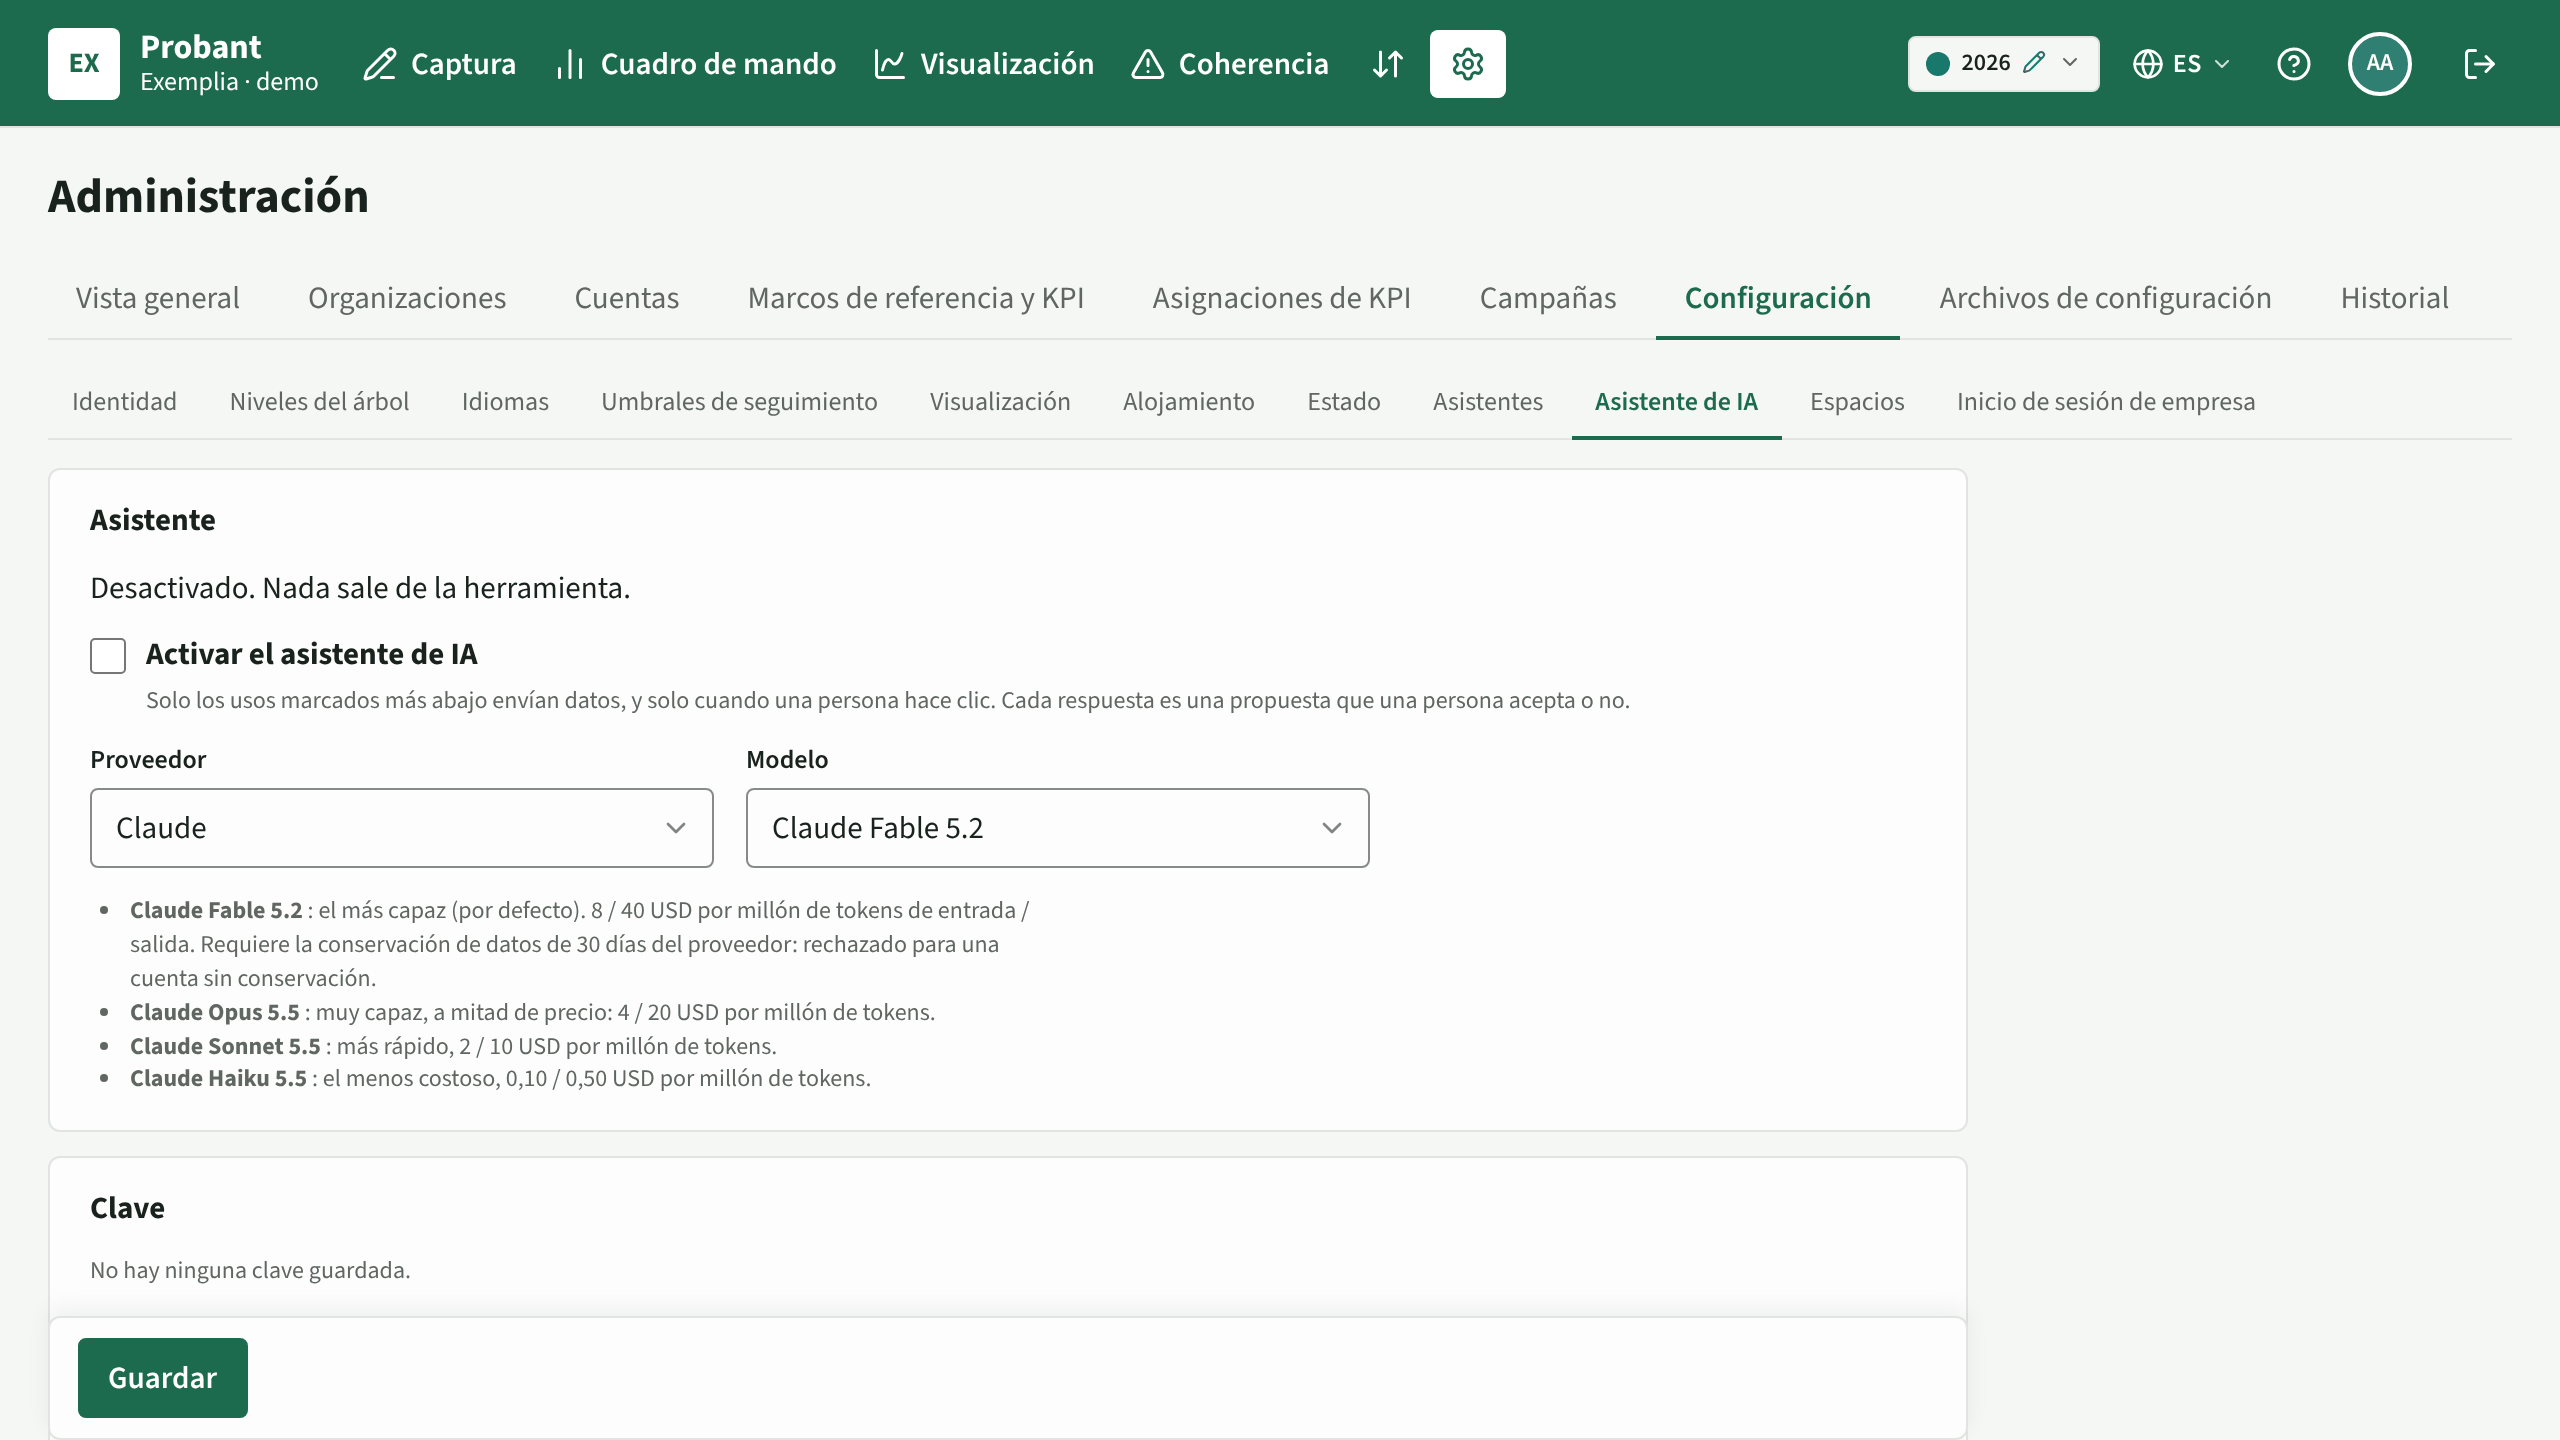 EX
Probant
Exemplia · demo
Captura
Cuadro de mando
Visualización
Coherencia
2026
ES
AA
Administración
Vista general
Organizaciones
Cuentas
Marcos de referencia y KPI
Asignaciones de KPI
Campañas
Configuración
Archivos de configuración
Historial
Identidad
Niveles del árbol
Idiomas
Umbrales de seguimiento
Visualización
Alojamiento
Estado
Asistentes
Asistente de IA
Espacios
Inicio de sesión de empresa
Asistente
Desactivado. Nada sale de la herramienta.
Activar el asistente de IA
Solo los usos marcados más abajo envían datos, y solo cuando una persona hace clic. Cada respuesta es una propuesta que una persona acepta o no.
Proveedor
Modelo
Claude
Claude Fable 5.2
• Claude Fable 5.2 : el más capaz (por defecto). 8 / 40 USD por millón de tokens de entrada /
salida. Requiere la conservación de datos de 30 días del proveedor: rechazado para una
cuenta sin conservación.
• Claude Opus 5.5 : muy capaz, a mitad de precio: 4 / 20 USD por millón de tokens.
• Claude Sonnet 5.5 : más rápido, 2 / 10 USD por millón de tokens.
• Claude Haiku 5.5 : el menos costoso, 0,10 / 0,50 USD por millón de tokens.
Clave
No hay ninguna clave guardada.
Guardar